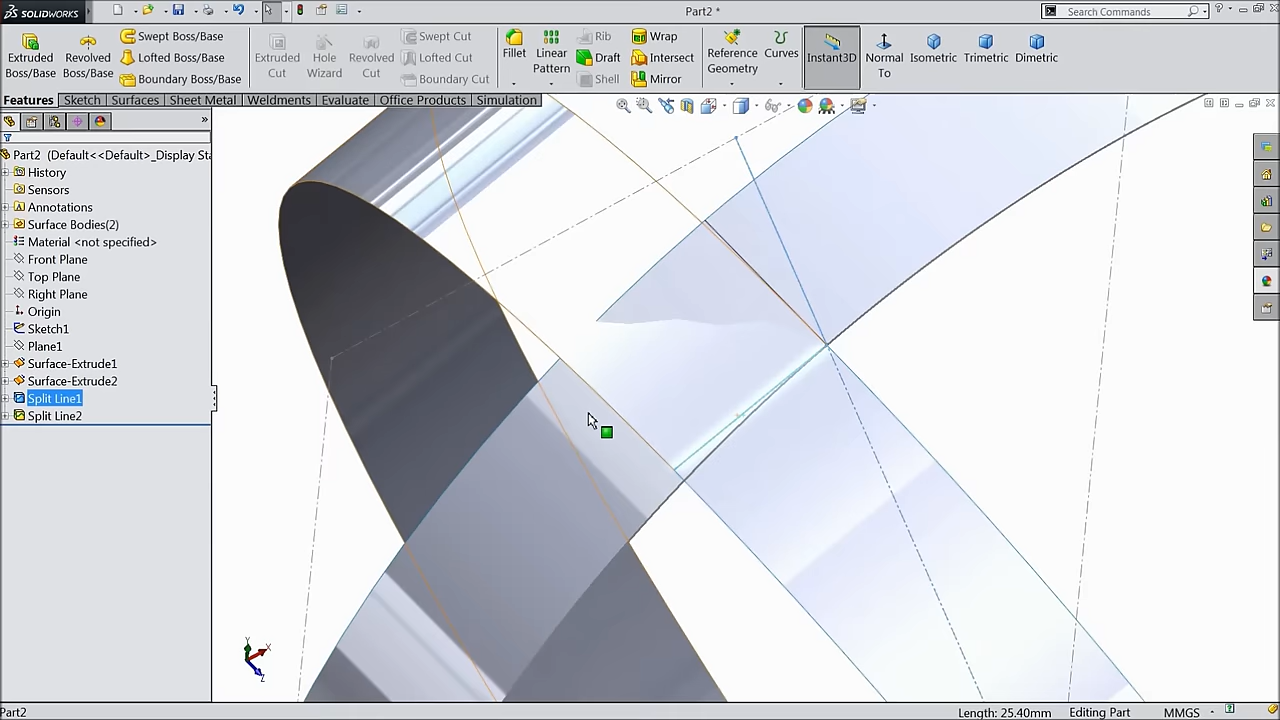 SOLIDWORKS
Part2 *
Search Commands
Extruded Boss/Base
Revolved Boss/Base
Swept Boss/Base
Lofted Boss/Base
Boundary Boss/Base
Extruded Cut
Hole Wizard
Revolved Cut
Swept Cut
Lofted Cut
Boundary Cut
Fillet
Linear Pattern
Rib
Draft
Shell
Wrap
Intersect
Mirror
Reference Geometry
Curves
Instant3D
Normal To
Isometric
Trimetric
Dimetric
Features Sketch Surfaces Sheet Metal Weldments Evaluate Office Products Simulation
Part2 (Default<<Default>_Display Sta
History
Sensors
Annotations
Surface Bodies(2)
Material <not specified>
Front Plane
Top Plane
Right Plane
Origin
Sketch1
Plane1
Surface-Extrude1
Surface-Extrude2
Split Line1
Split Line2
Y
X
Z
Part2 Length: 25.40mm Editing Part MMGS